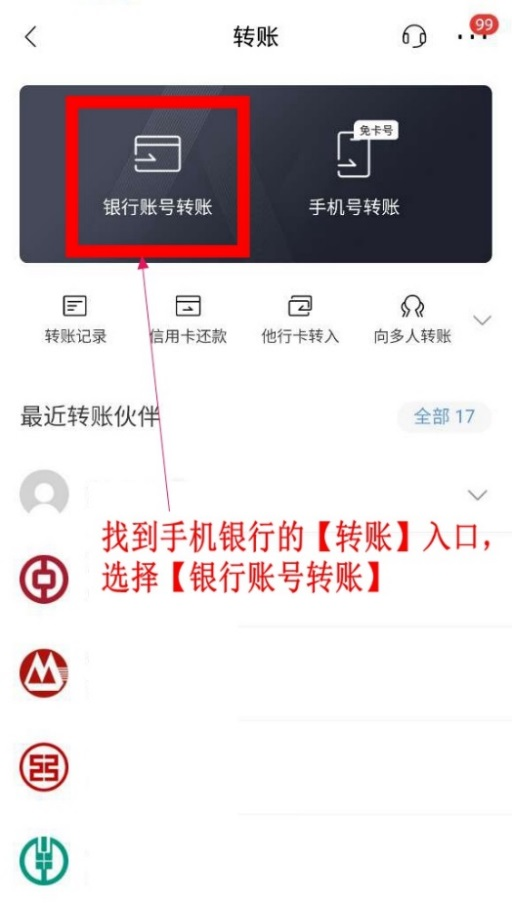 转账
99
免卡号
银行账号转账
手机号转账
转账记录
信用卡还款
他行卡转入
向多人转账
最近转账伙伴
全部 17
找到手机银行的【转账】入口，
选择【银行账号转账】